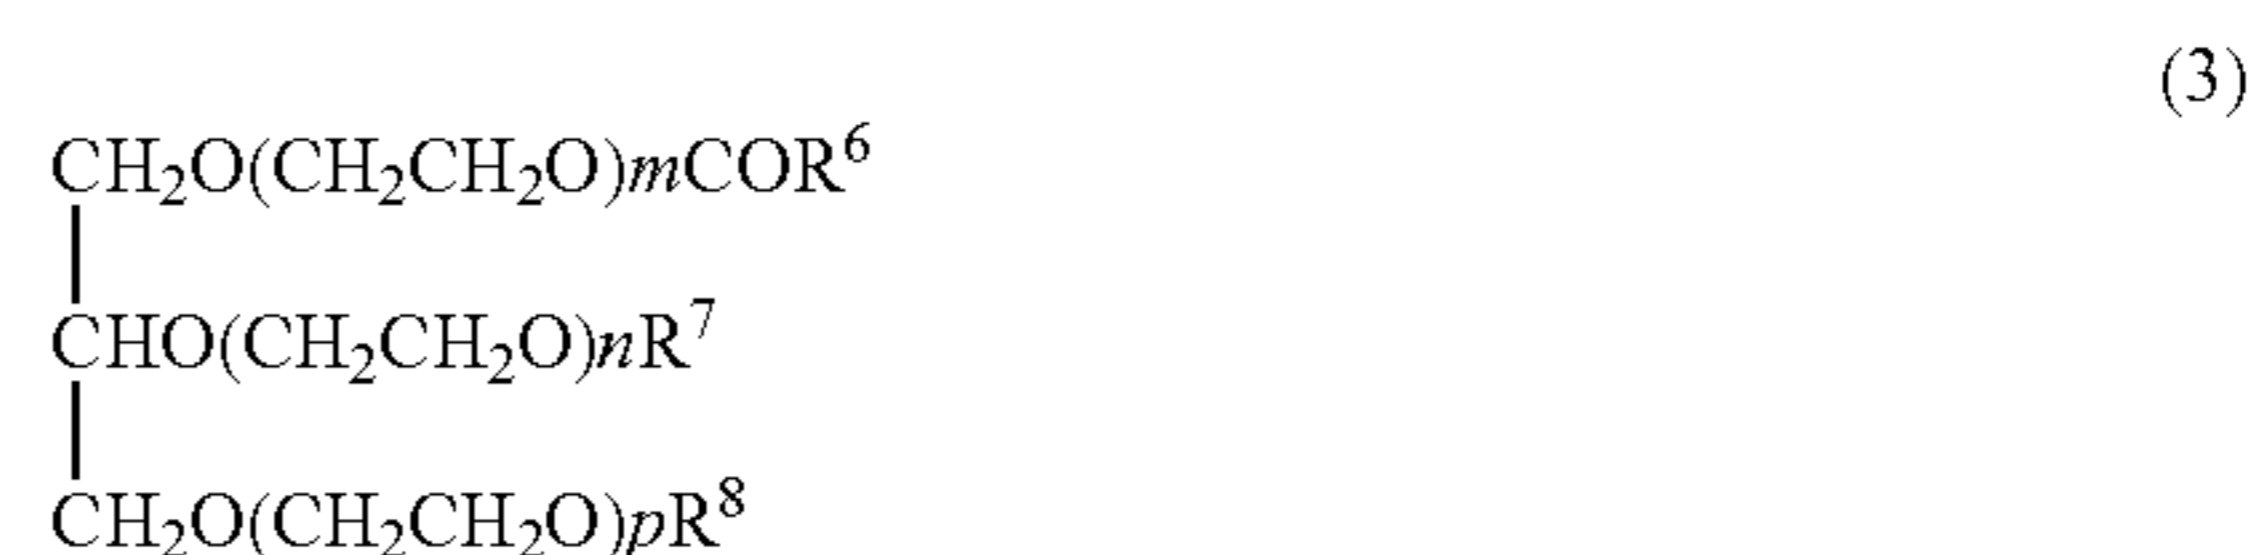 (3)
CH₂O(CH₂CH₂O)mCOR⁶
CHO(CH₂CH₂O)nR⁷
CH₂O(CH₂CH₂O)pR⁸